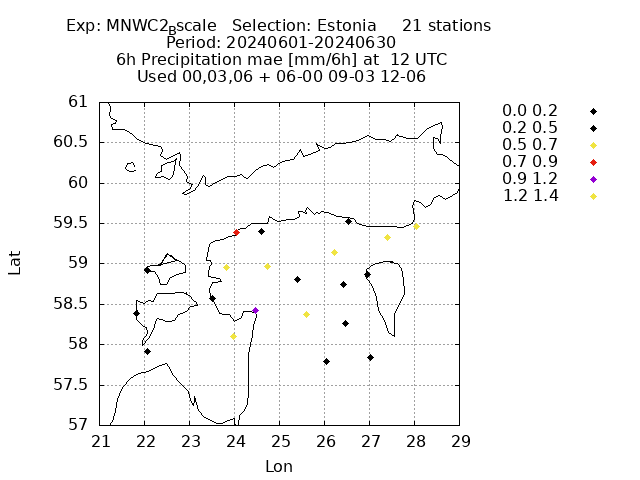 Exp: MNWC2Bscale   Selection: Estonia     21 stations
Period: 20240601-20240630
6h Precipitation mae [mm/6h] at  12 UTC
Used 00,03,06 + 06-00 09-03 12-06
0.0 0.2
0.2 0.5
0.5 0.7
0.7 0.9
0.9 1.2
1.2 1.4
61
60.5
60
59.5
59
58.5
58
57.5
57
Lat
21 22 23 24 25 26 27 28 29
Lon